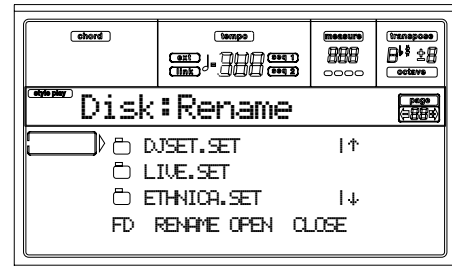 chord
tempo
measure
transpose
ext
seq 1
link
seq 2
octave
style play
Disk:Rename
page
DJSET.SET
LIVE.SET
ETHNICA.SET
FD RENAME OPEN CLOSE